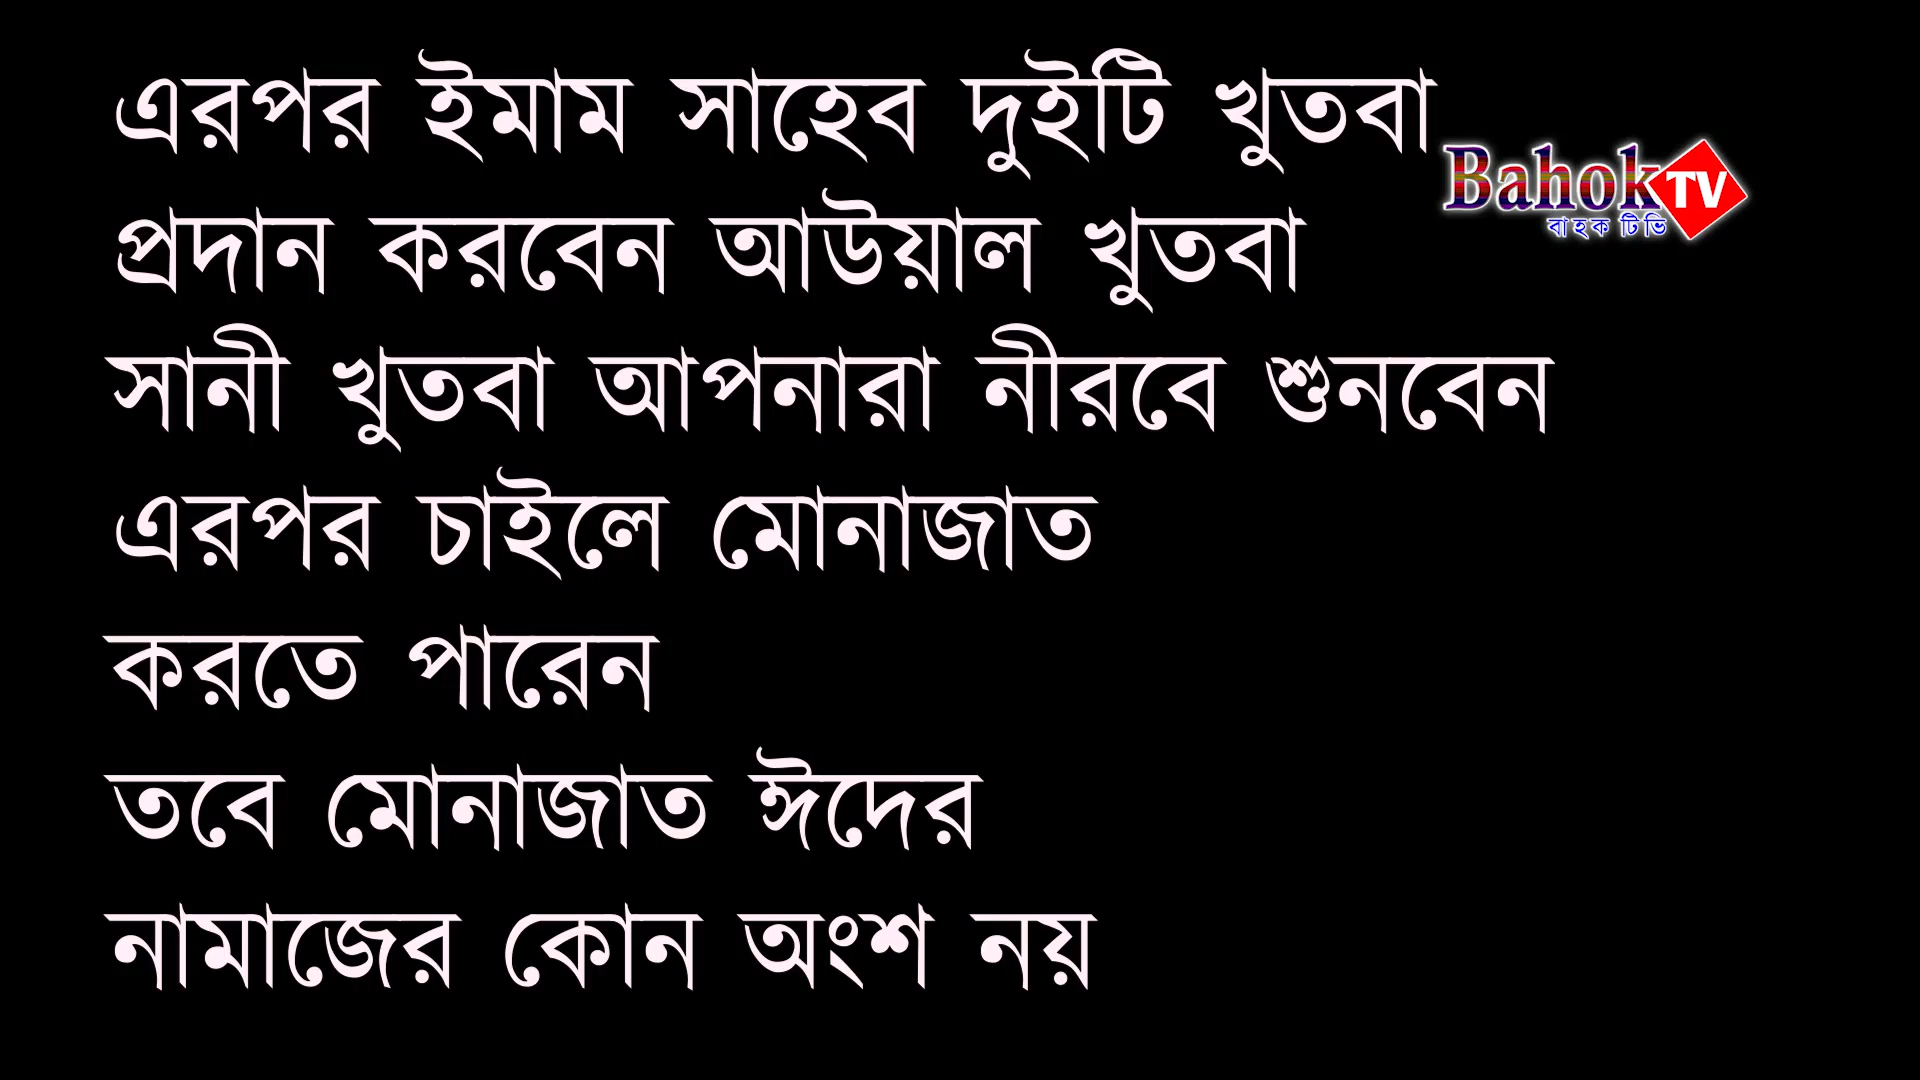 এরপর ইমাম সাহেব দুইটি খুতবা
প্রদান করবেন আউয়াল খুতবা
সানী খুতবা আপনারা নীরবে শুনবেন
এরপর চাইলে মোনাজাত
করতে পারেন
তবে মোনাজাত ঈদের
নামাজের কোন অংশ নয়
Bahok TV
বাহক টিভি